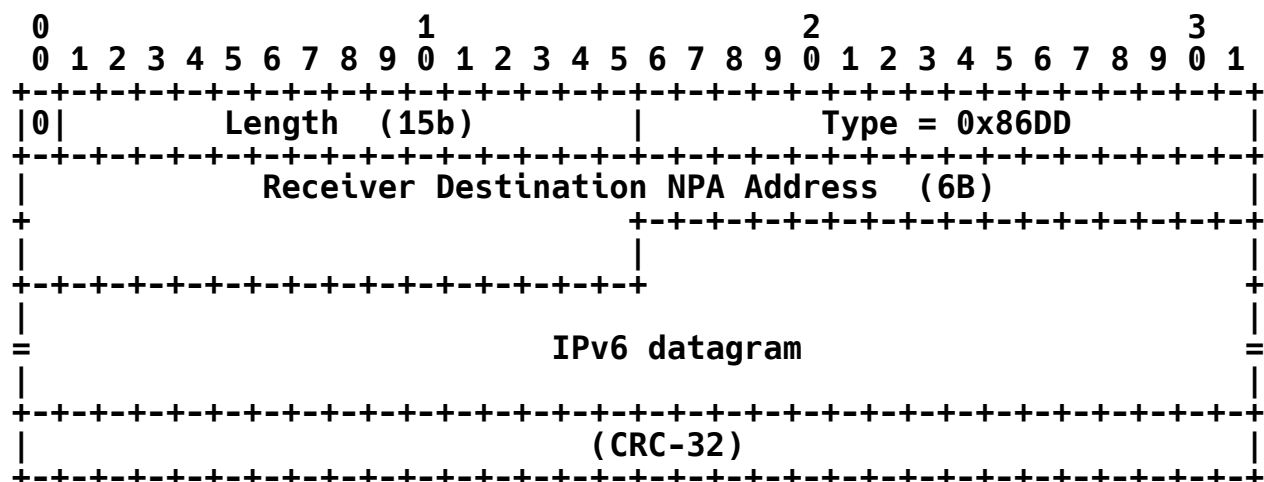 0                   1                   2                   3
 0 1 2 3 4 5 6 7 8 9 0 1 2 3 4 5 6 7 8 9 0 1 2 3 4 5 6 7 8 9 0 1
+-+-+-+-+-+-+-+-+-+-+-+-+-+-+-+-+-+-+-+-+-+-+-+-+-+-+-+-+-+-+-+-+
|0|        Length  (15b)        |         Type = 0x86DD         |
+-+-+-+-+-+-+-+-+-+-+-+-+-+-+-+-+-+-+-+-+-+-+-+-+-+-+-+-+-+-+-+-+
|            Receiver Destination NPA Address  (6B)             |
+                               +-+-+-+-+-+-+-+-+-+-+-+-+-+-+-+-+
|                               |                               |
+-+-+-+-+-+-+-+-+-+-+-+-+-+-+-+-+                               +
|                                                               |
=                           IPv6 datagram                       =
|                                                               |
+-+-+-+-+-+-+-+-+-+-+-+-+-+-+-+-+-+-+-+-+-+-+-+-+-+-+-+-+-+-+-+-+
|                             (CRC-32)                          |
+-+-+-+-+-+-+-+-+-+-+-+-+-+-+-+-+-+-+-+-+-+-+-+-+-+-+-+-+-+-+-+-+